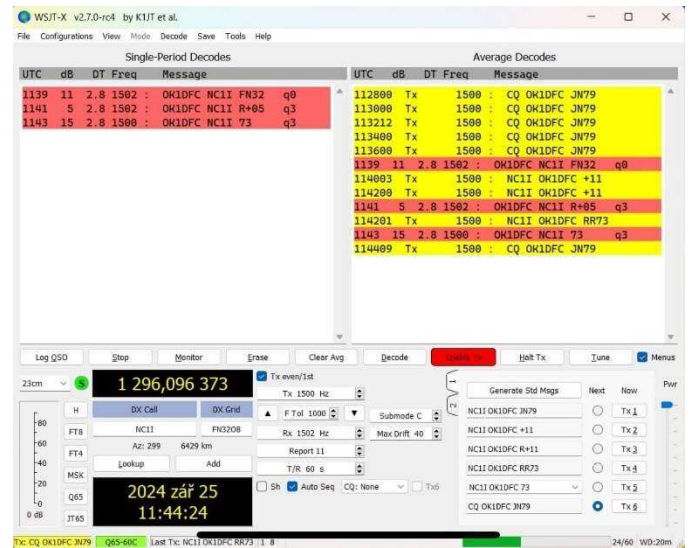 WSJT-X v2.7.0-rc4 by K1JT et al.
File Configurations View Mode Decode Save Tools Help
Single-Period Decodes
UTC dB DT Freq Message
1139 11 2.8 1502 : OK1DFC NC1I FN32 q0
1141 5 2.8 1502 : OK1DFC NC1I R+05 q3
1143 15 2.8 1500 : OK1DFC NC1I 73 q3
Average Decodes
UTC dB DT Freq Message
112800 Tx 1500 : CQ OK1DFC JN79
113000 Tx 1500 : CQ OK1DFC JN79
113212 Tx 1500 : CQ OK1DFC JN79
113400 Tx 1500 : CQ OK1DFC JN79
113600 Tx 1500 : CQ OK1DFC JN79
1139 11 2.8 1502 : OK1DFC NC1I FN32 q0
114003 Tx 1500 : NC1I OK1DFC +11
114200 Tx 1500 : NC1I OK1DFC +11
1141 5 2.8 1502 : OK1DFC NC1I R+05 q3
114201 Tx 1500 : NC1I OK1DFC RR73
1143 15 2.8 1500 : OK1DFC NC1I 73 q3
114409 Tx 1500 : CQ OK1DFC JN79
Log QSO Stop Monitor Erase Clear Avg Decode Enable Tx Halt Tx Tune Menus
23cm S 1 296,096 373
Tx even/1st
Tx 1500 Hz
F Tol 1000
Rx 1502 Hz
Report 11
T/R 60 s
Submode C
Max Drift 40
Sh Auto Seq CQ: None Tx6
-80
-60
-40
-20
0
0 dB
H
FT8
FT4
MSK
Q65
JT65
DX Call DX Grid
NC1I FN32OB
Az: 299 6429 km
Lookup Add
2024 zář 25
11:44:24
1
2
Generate Std Msgs Next Now Pwr
NC1I OK1DFC JN79 Tx 1
NC1I OK1DFC +11 Tx 2
NC1I OK1DFC R+11 Tx 3
NC1I OK1DFC RR73 Tx 4
NC1I OK1DFC 73 Tx 5
CQ OK1DFC JN79 Tx 6
Tx: CQ OK1DFC JN79 Q65-60C Last Tx: NC1I OK1DFC RR73 1 8 24/60 WD:20m